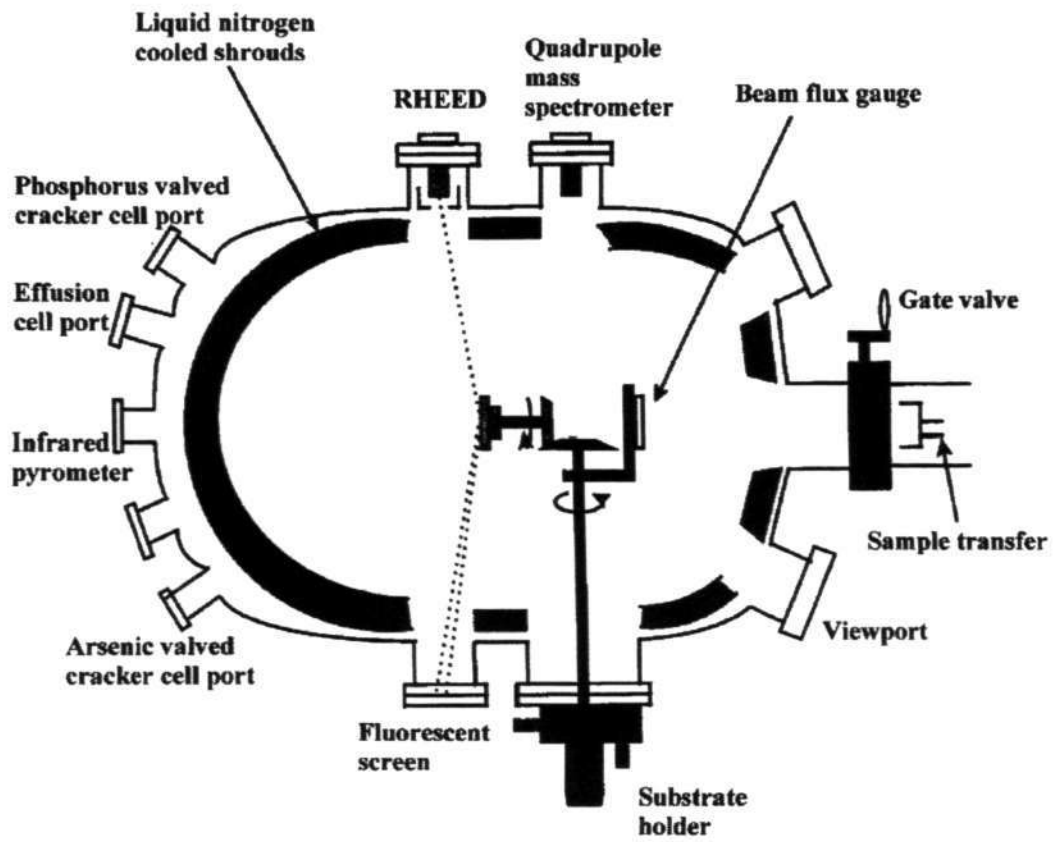 Liquid nitrogen
cooled shrouds
Quadrupole
mass
spectrometer
RHEED
Beam flux gauge
Phosphorus valved
cracker cell port
Effusion
cell port
Gate valve
Infrared
pyrometer
Sample transfer
Arsenic valved
cracker cell port
Viewport
Fluorescent
screen
Substrate
holder